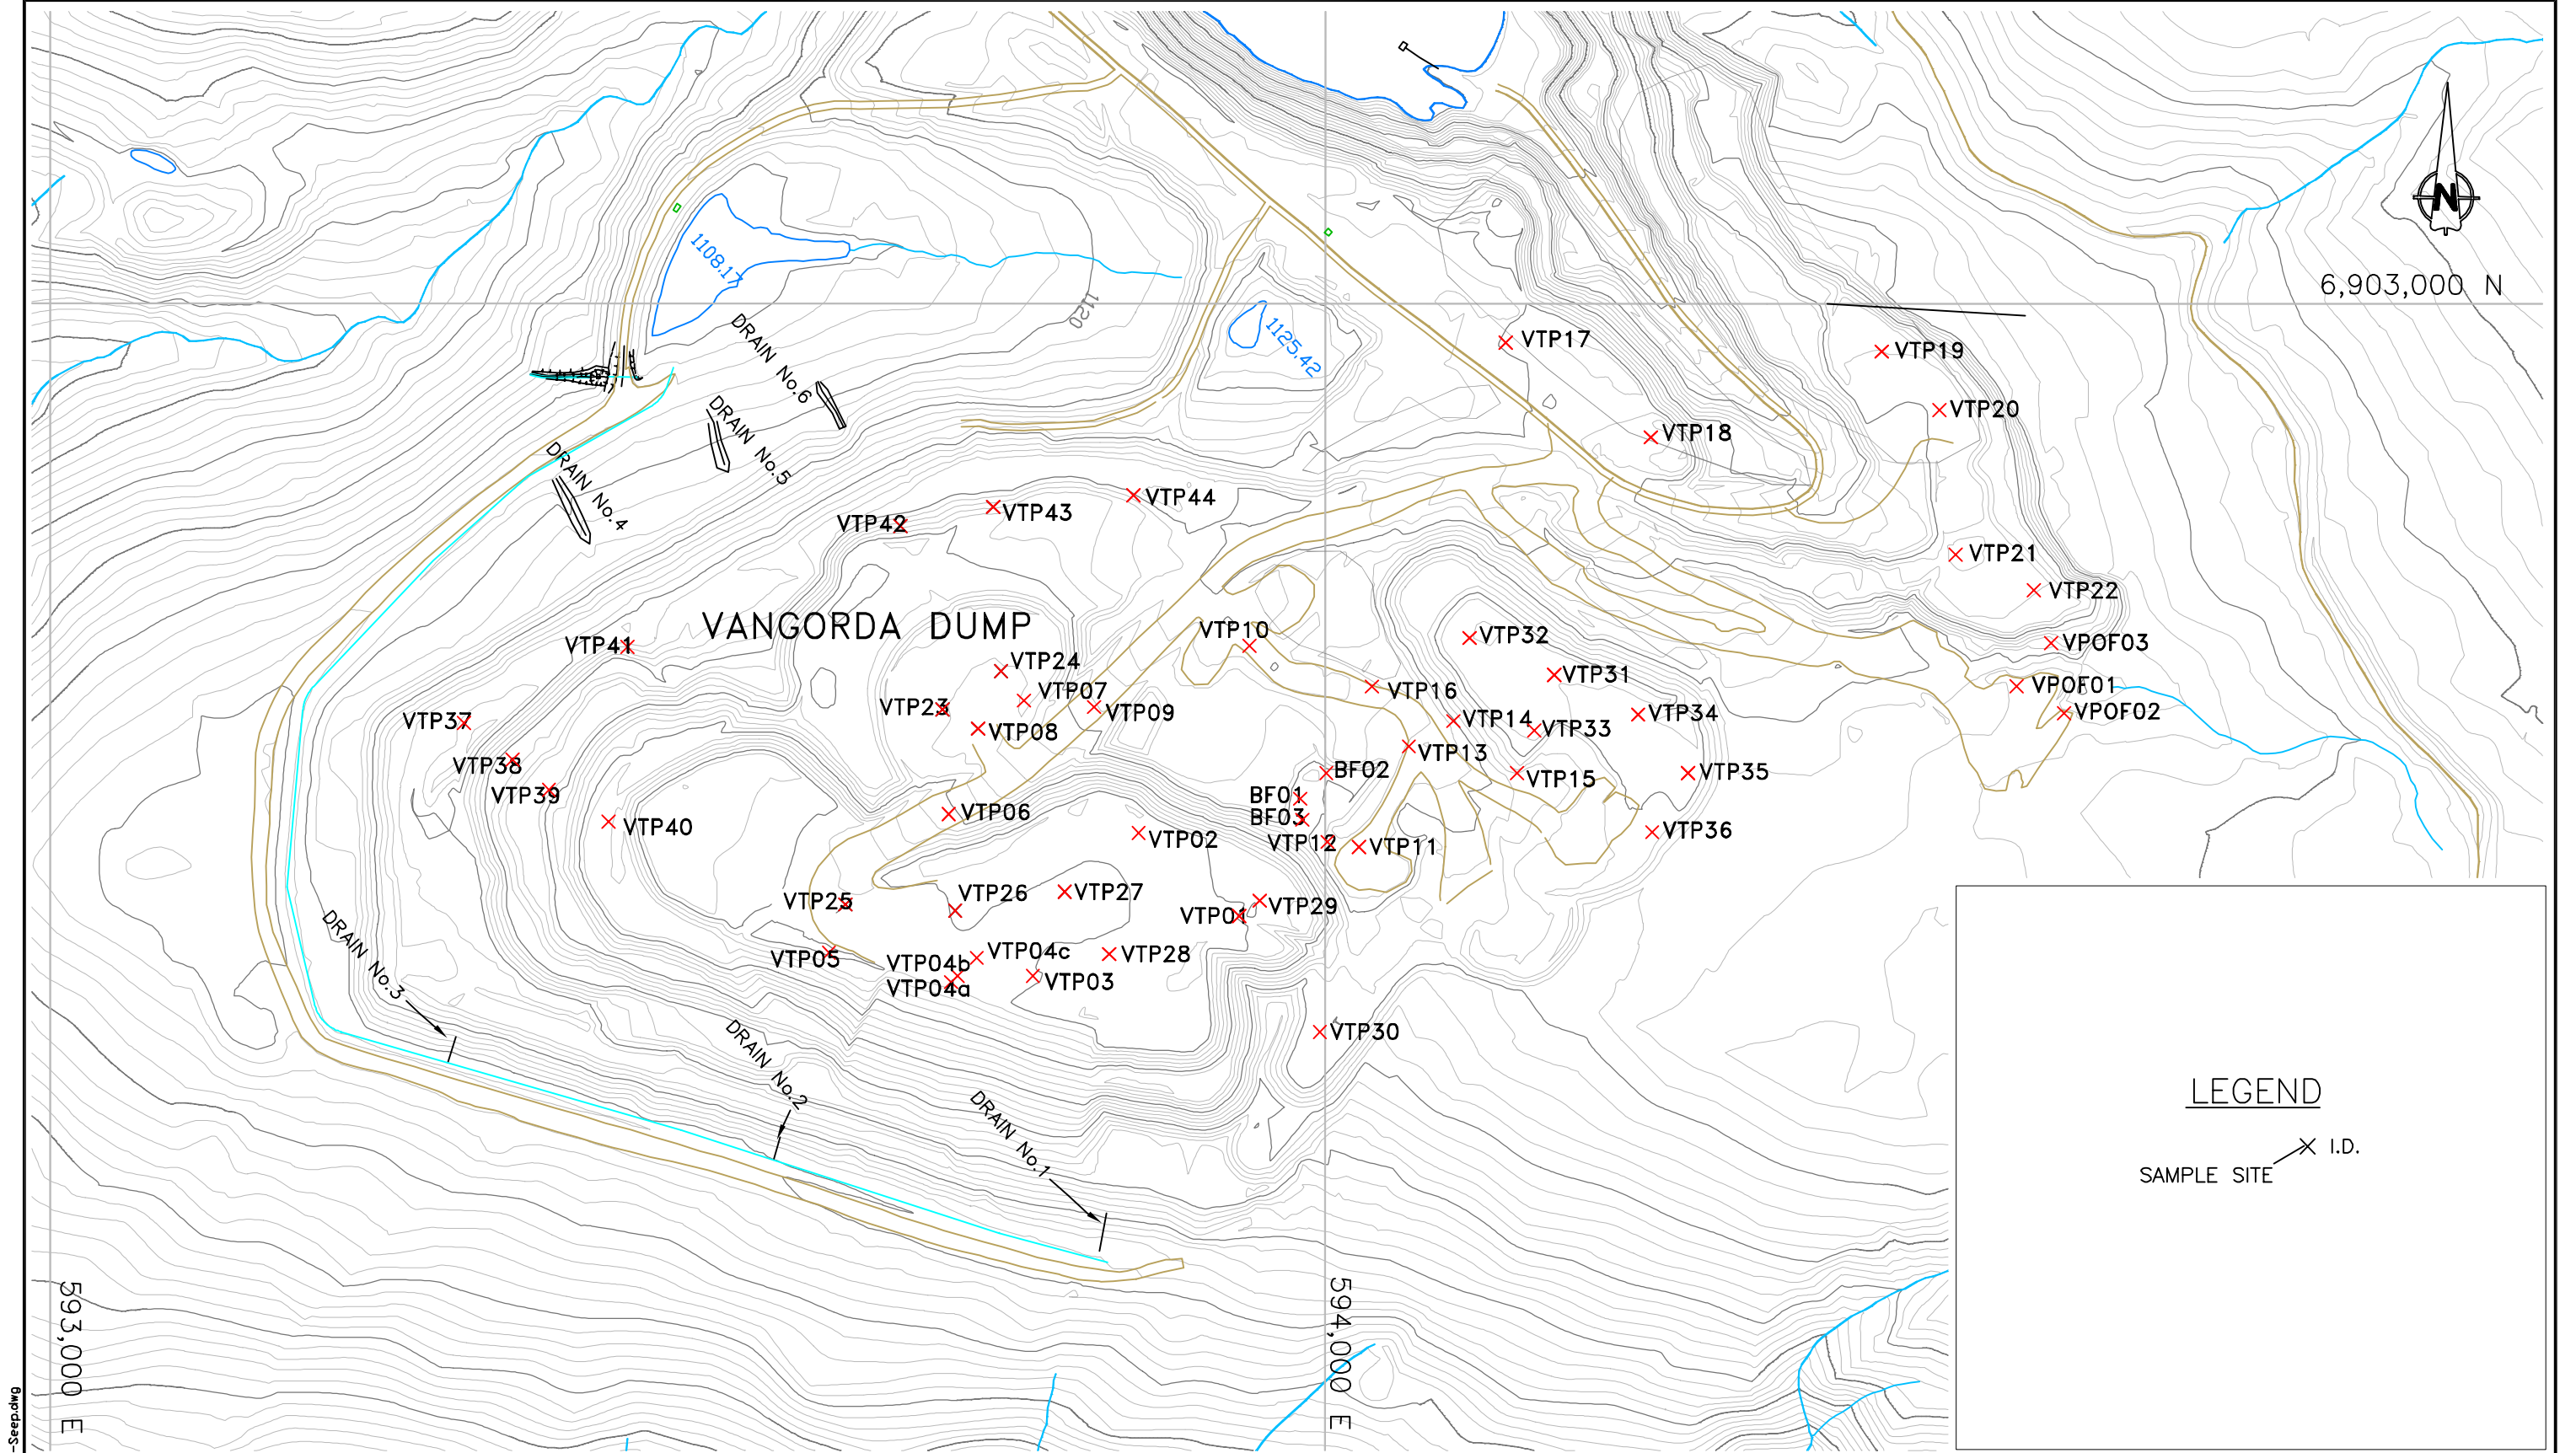 N
6,903,000 N
1108.17
1120
1125.42
DRAIN No.6
DRAIN No.5
DRAIN No.4
VTP17
VTP19
VTP20
VTP18
VTP44
VTP43
VTP42
VTP21
VTP22
VANGORDA DUMP
VTP10
VTP32
VTP41
VPOF03
VTP24
VTP31
VTP07
VTP16
VPOF01
VTP23
VTP09
VTP34
VPOF02
VTP37
VTP14
VTP33
VTP08
VTP13
VTP38
BF02
VTP15
VTP35
VTP39
BF01
VTP06
BF03
VTP40
VTP02
VTP12
VTP11
VTP36
VTP26
VTP27
VTP25
VTP29
VTP01
VTP04c
VTP28
VTP05
VTP04b
VTP03
VTP04a
DRAIN No.3
VTP30
DRAIN No.2
DRAIN No.1
LEGEND
I.D.
SAMPLE SITE
593,000 E
594,000 E
-Seep.dwg